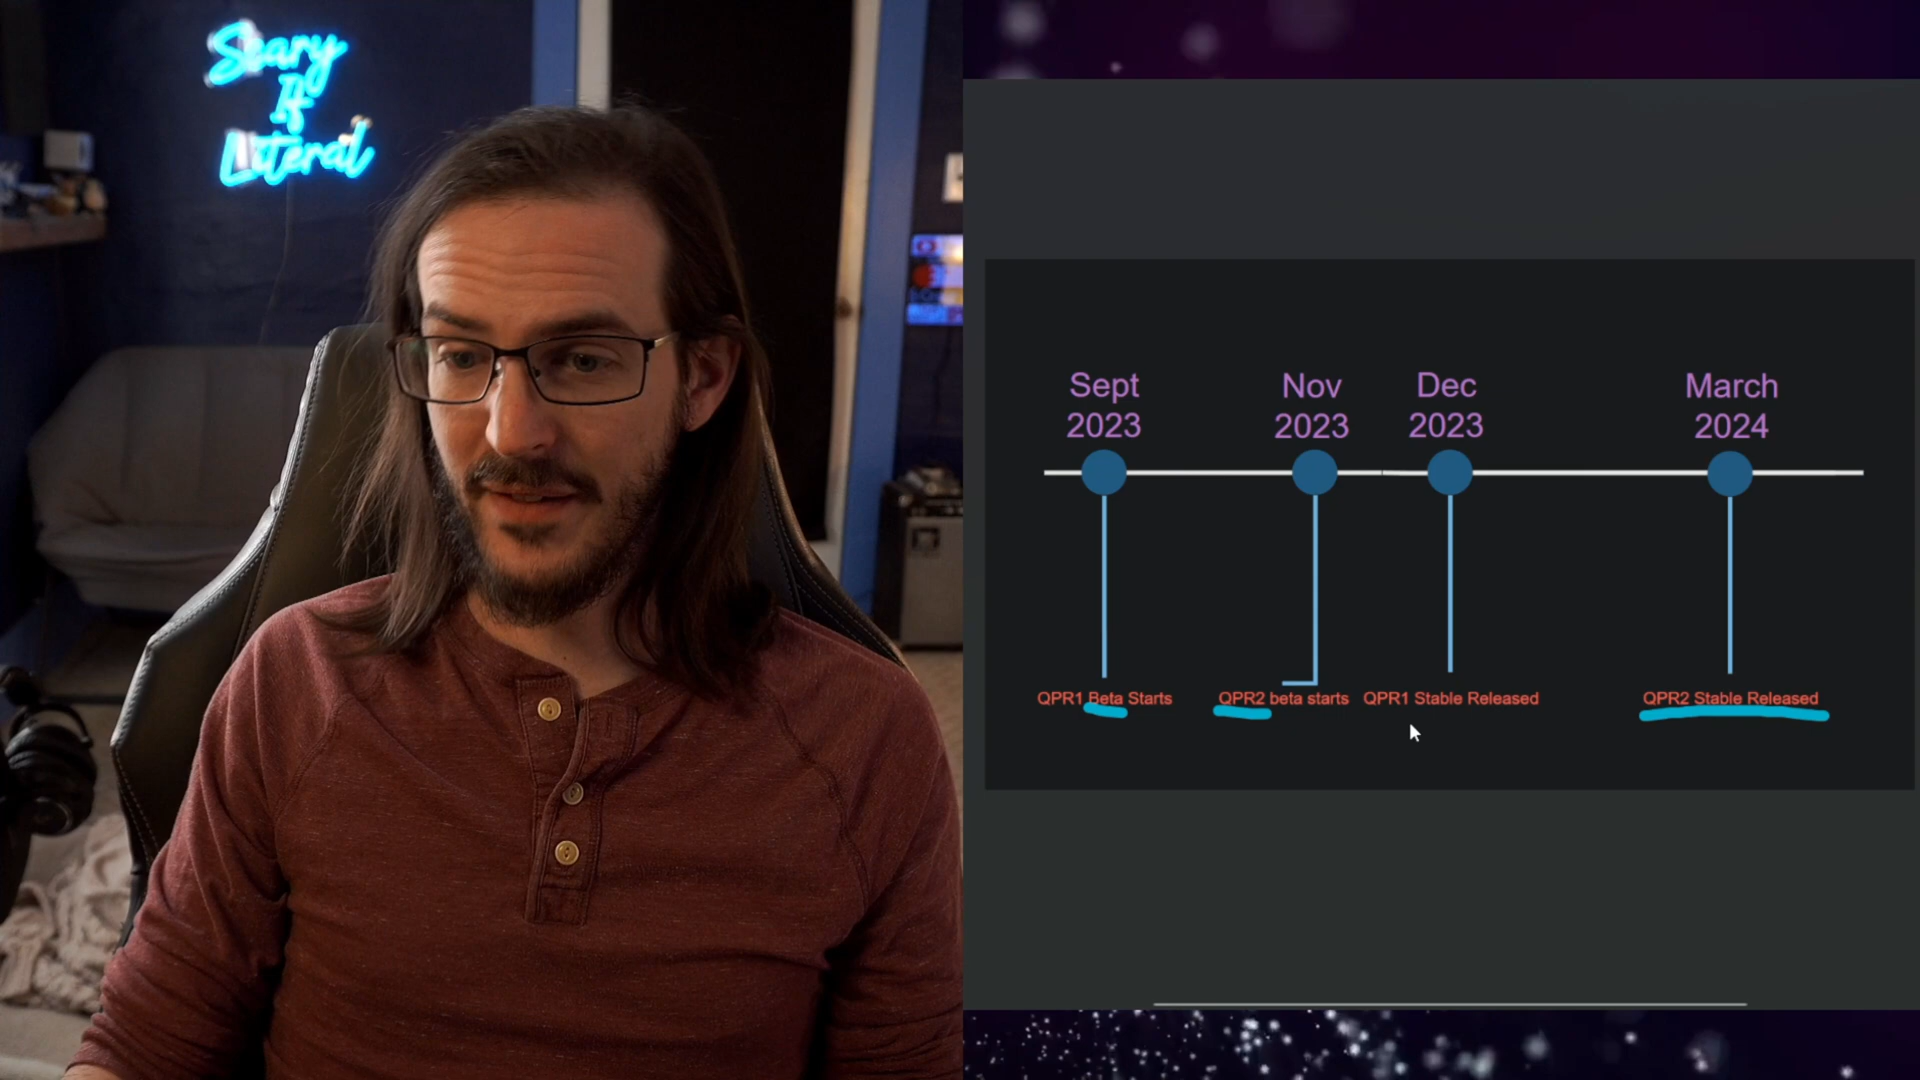 Scary
If
Literal
Sept
2023
Nov
2023
Dec
2023
March
2024
QPR1 Beta Starts
QPR2 beta starts
QPR1 Stable Released
QPR2 Stable Released